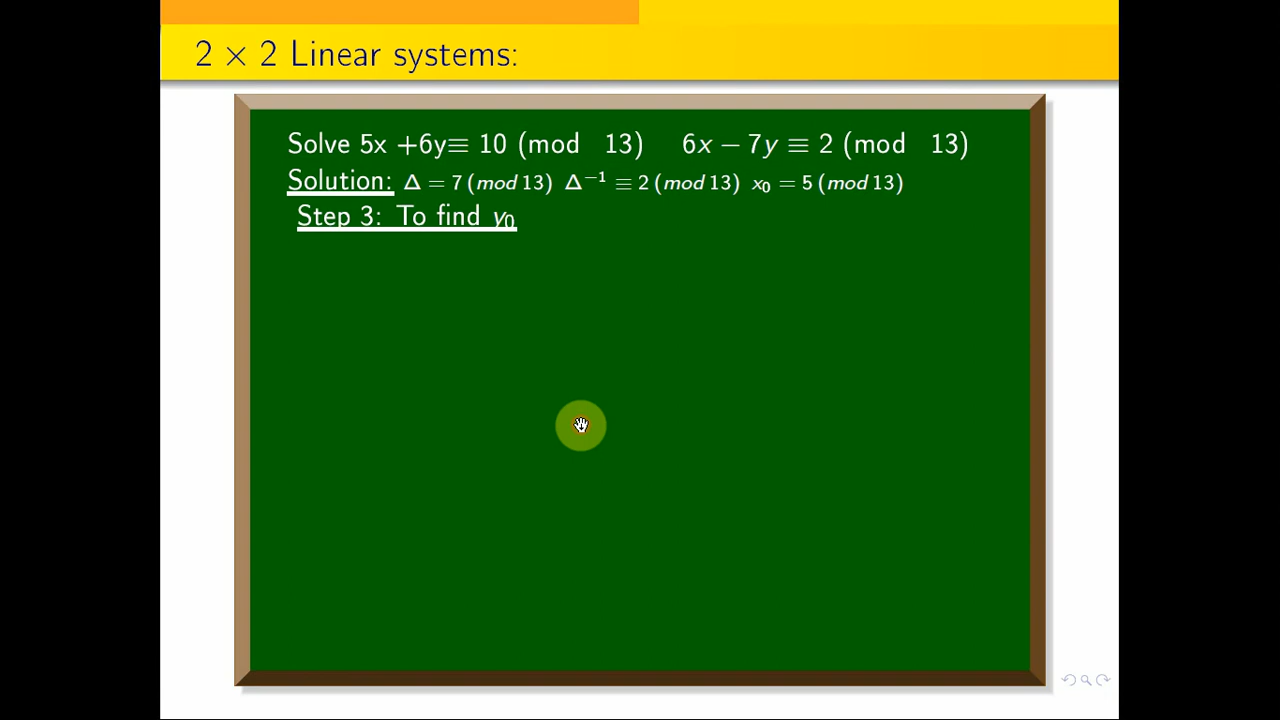 2 × 2 Linear systems:
Solve 5x +6y≡ 10 (mod 13) 6x − 7y ≡ 2 (mod 13)
Solution: Δ = 7 (mod 13) Δ⁻¹ ≡ 2 (mod 13) x₀ = 5 (mod 13)
Step 3: To find y₀